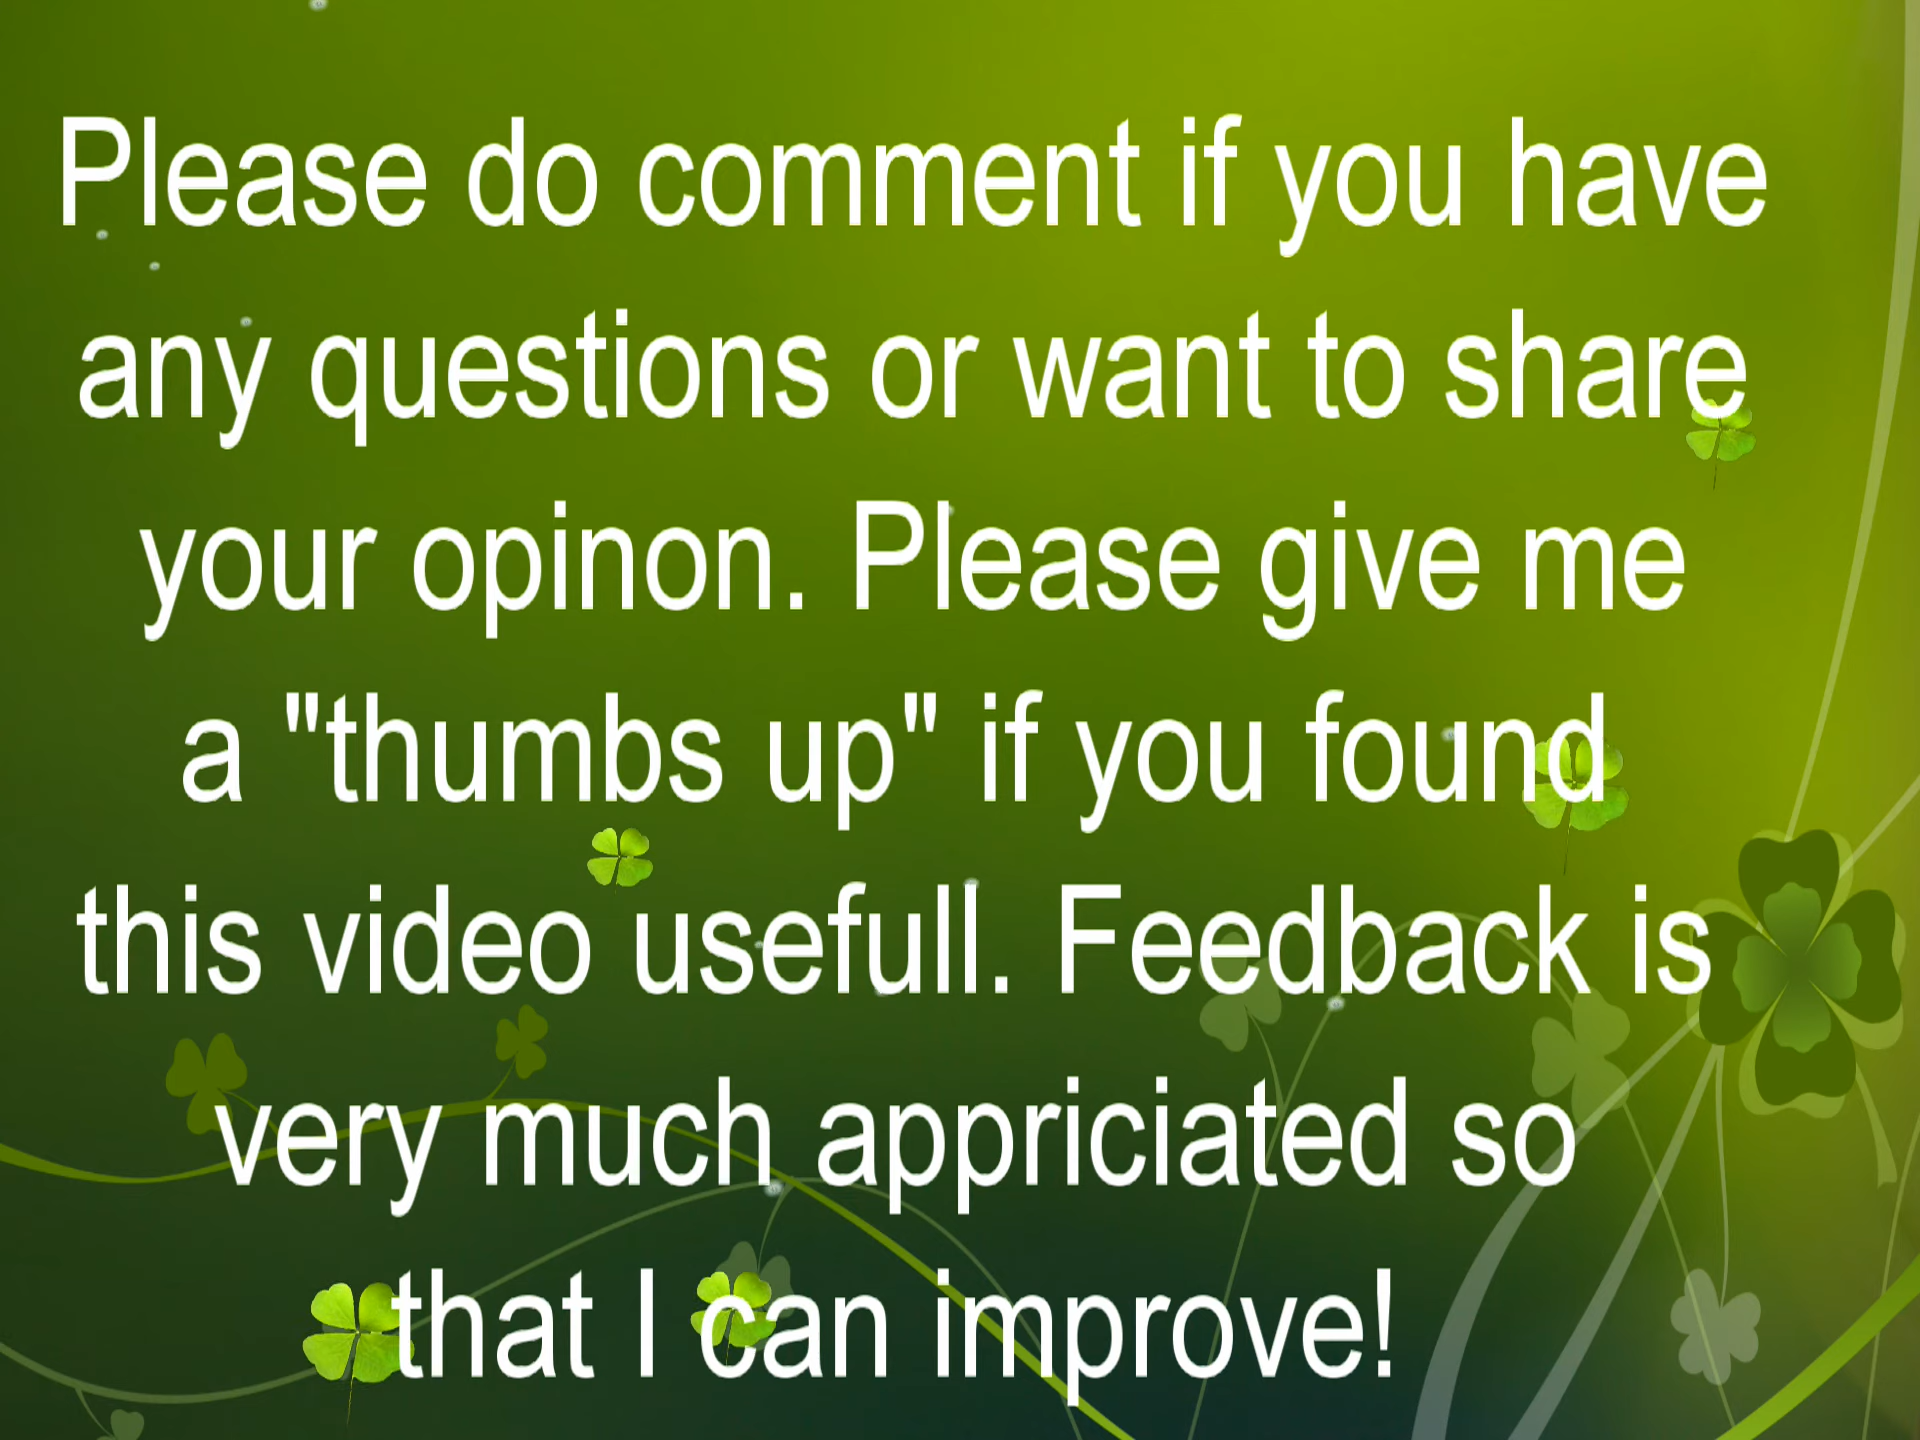 Please do comment if you have
any questions or want to share
your opinon. Please give me
a "thumbs up" if you found
this video usefull. Feedback is
very much appriciated so
that I can improve!